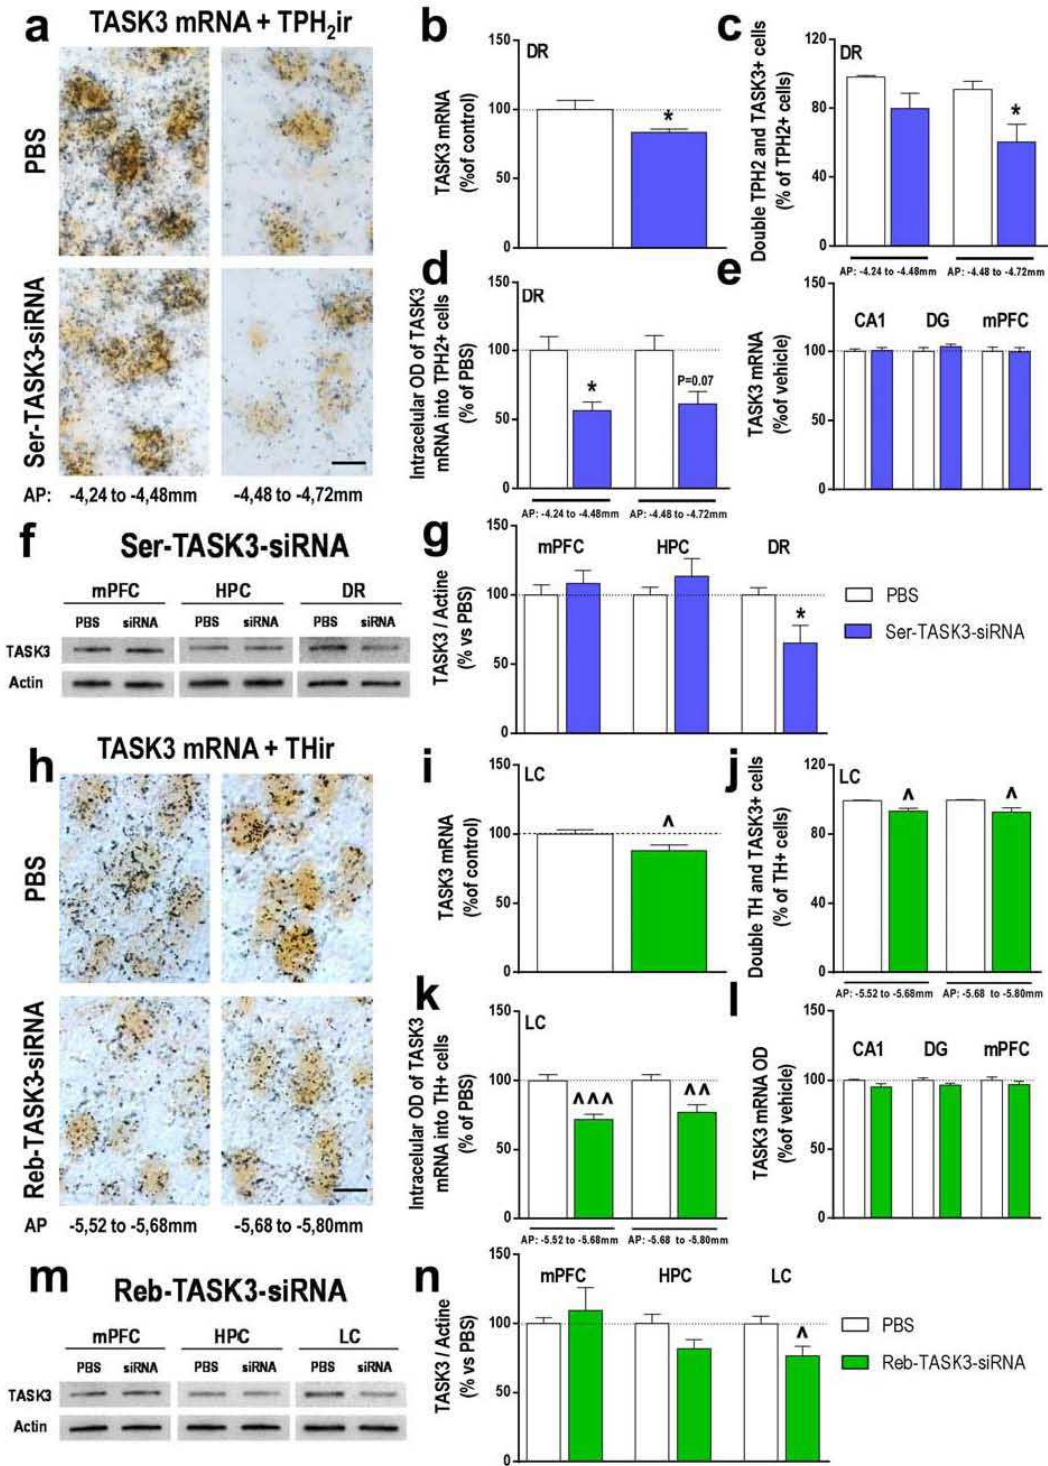 a
TASK3 mRNA + TPH2ir
PBS
Ser-TASK3-siRNA
AP:
-4,24 to -4,48mm
-4,48 to -4,72mm
b
TASK3 mRNA
(%of control)
150
100
50
0
DR
*
c
Double TPH2 and TASK3+ cells
(% of TPH2+ cells)
120
80
40
0
DR
*
AP: -4.24 to -4.48mm
AP: -4.48 to -4.72mm
d
Intracelular OD of TASK3
mRNA into TPH2+ cells
(% of PBS)
150
100
50
0
DR
*
P=0.07
AP: -4.24 to -4.48mm
AP: -4.48 to -4.72mm
e
TASK3 mRNA
(%of vehicle)
150
100
50
0
CA1
DG
mPFC
f
Ser-TASK3-siRNA
mPFC
HPC
DR
PBS siRNA
PBS siRNA
PBS siRNA
TASK3
Actin
g
TASK3 / Actine
(% vs PBS)
150
100
50
0
mPFC
HPC
DR
*
PBS
Ser-TASK3-siRNA
h
TASK3 mRNA + THir
PBS
Reb-TASK3-siRNA
AP
-5,52 to -5,68mm
-5,68 to -5,80mm
i
TASK3 mRNA
(%of control)
150
100
50
0
LC
^
j
Double TH and TASK3+ cells
(% of TH+ cells)
120
80
40
0
LC
^
^
AP: -5.52 to -5.68mm
AP: -5.68 to -5.80mm
k
Intracelular OD of TASK3
mRNA into TH+ cells
(% of PBS)
150
100
50
0
LC
^^^
^^
AP: -5.52 to -5.68mm
AP: -5.68 to -5.80mm
l
TASK3 mRNA OD
(%of vehicle)
150
100
50
0
CA1
DG
mPFC
m
Reb-TASK3-siRNA
mPFC
HPC
LC
PBS siRNA
PBS siRNA
PBS siRNA
TASK3
Actin
n
TASK3 / Actine
(% vs PBS)
150
100
50
0
mPFC
HPC
LC
^
PBS
Reb-TASK3-siRNA